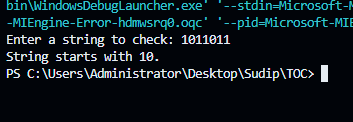 bin\WindowsDebugLauncher.exe' '--stdin=Microsoft-M
-MIEngine-Error-hdmwsrq0.oqc' '--pid=Microsoft-MIE
Enter a string to check: 1011011
String starts with 10.
PS C:\Users\Administrator\Desktop\Sudip\TOC>